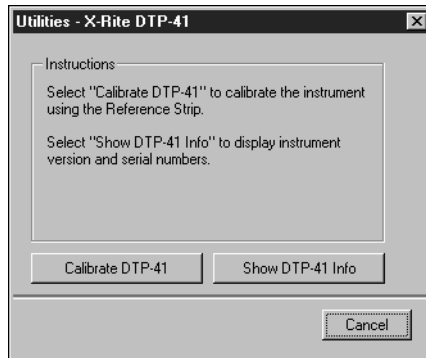 Utilities - X-Rite DTP-41
Instructions
Select "Calibrate DTP-41" to calibrate the instrument
using the Reference Strip.
Select "Show DTP-41 Info" to display instrument
version and serial numbers.
Calibrate DTP-41 Show DTP-41 Info
Cancel